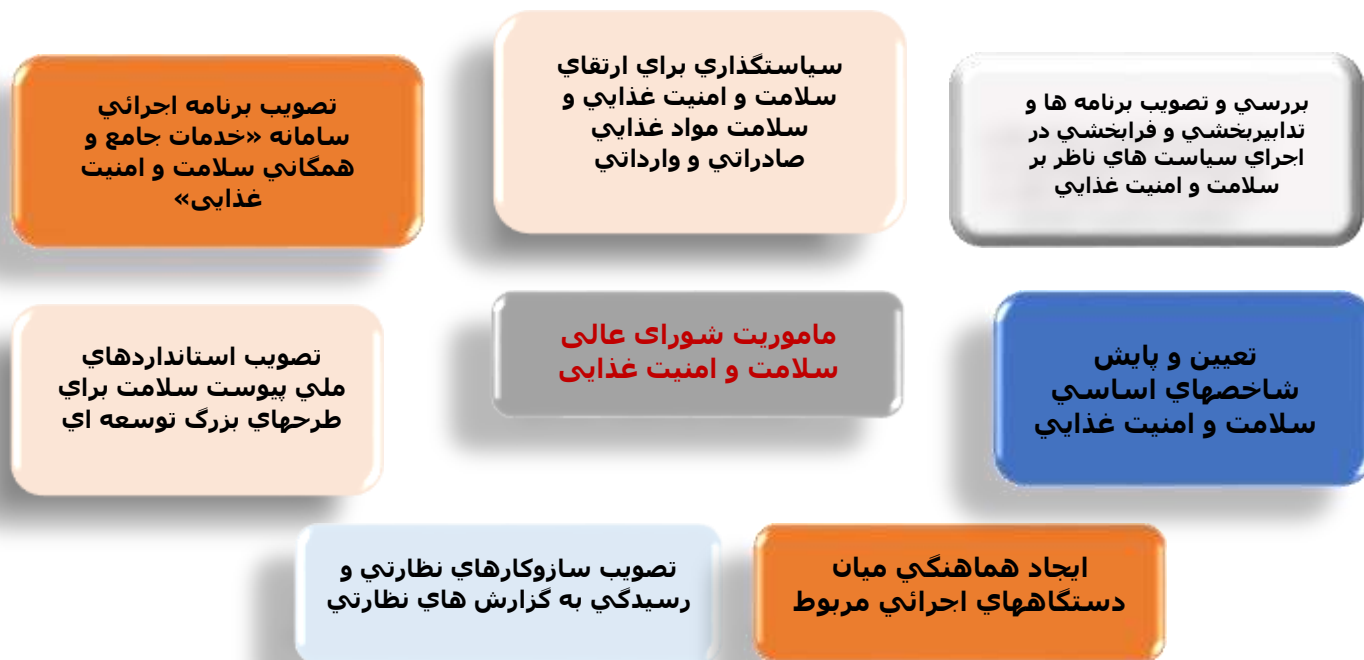 بررسي و تصويب برنامه ها و
تدابيربخشي و فرابخشي در
اجراي سياست هاي ناظر بر
سلامت و امنيت غذايي
سياستگذاري براي ارتقاي
سلامت و امنيت غذايي و
سلامت مواد غذايي
صادراتي و وارداتي
تصويب برنامه اجرائي
سامانه «خدمات جامع و
همگاني سلامت و امنيت
غذایی»
تعيين و پايش
شاخصهاي اساسي
سلامت و امنيت غذايي
ماموریت شورای عالی
سلامت و امنیت غذایی
تصويب استانداردهاي
ملي پيوست سلامت براي
طرحهاي بزرگ توسعه اي
ايجاد هماهنگي ميان
دستگاههاي اجرائي مربوط
تصويب سازوكارهاي نظارتي و
رسيدگي به گزارش هاي نظارتي